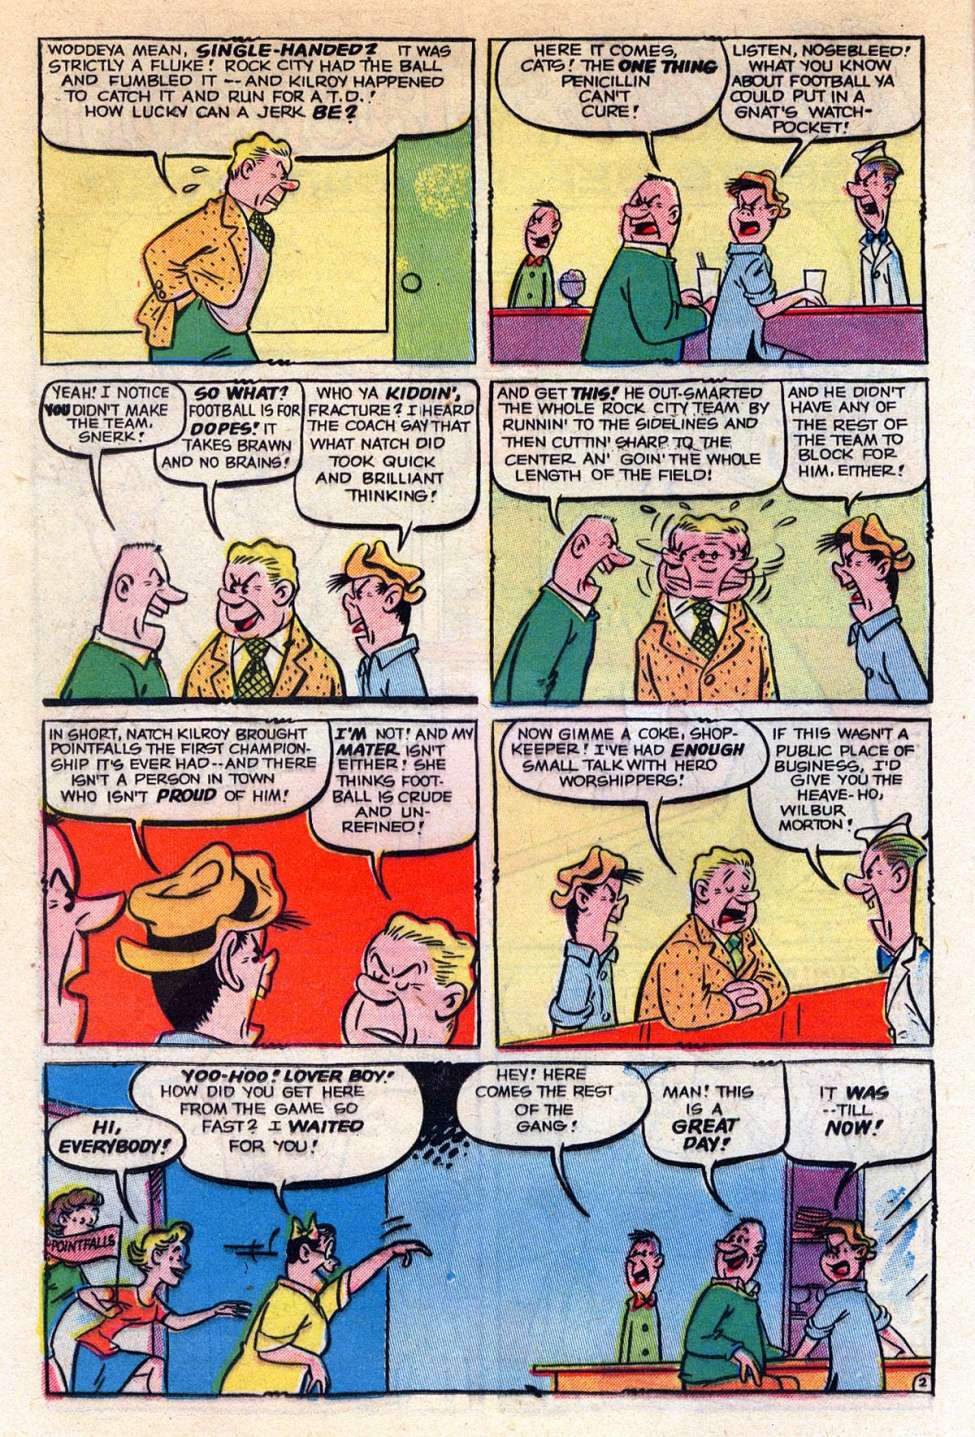 WODDEYA MEAN, SINGLE-HANDED? IT WAS
STRICTLY A FLUKE! ROCK CITY HAD THE BALL
AND FUMBLED IT -- AND KILROY HAPPENED
TO CATCH IT AND RUN FOR A T.D.!
HOW LUCKY CAN A JERK BE?
HERE IT COMES,
CATS! THE ONE THING
PENICILLIN
CAN'T
CURE!
LISTEN, NOSEBLEED!
WHAT YOU KNOW
ABOUT FOOTBALL YA
COULD PUT IN A
GNAT'S WATCH-
POCKET!
YEAH! I NOTICE
YOU DIDN'T MAKE
THE TEAM,
SNERK!
SO WHAT?
FOOTBALL IS FOR
DOPES! IT
TAKES BRAWN
AND NO BRAINS!
WHO YA KIDDIN',
FRACTURE? I HEARD
THE COACH SAY THAT
WHAT NATCH DID
TOOK QUICK
AND BRILLIANT
THINKING!
AND GET THIS! HE OUT-SMARTED
THE WHOLE ROCK CITY TEAM BY
RUNNIN' TO THE SIDELINES AND
THEN CUTTIN' SHARP TO THE
CENTER AN' GOIN' THE WHOLE
LENGTH OF THE FIELD!
AND HE DIDN'T
HAVE ANY OF
THE REST OF
THE TEAM TO
BLOCK FOR
HIM, EITHER!
IN SHORT, NATCH KILROY BROUGHT
POINTFALLS THE FIRST CHAMPION-
SHIP IT'S EVER HAD--AND THERE
ISN'T A PERSON IN TOWN
WHO ISN'T PROUD OF HIM!
I'M NOT! AND MY
MATER ISN'T
EITHER! SHE
THINKS FOOT-
BALL IS CRUDE
AND UN-
REFINED!
NOW GIMME A COKE, SHOP-
KEEPER! I'VE HAD ENOUGH
SMALL TALK WITH HERO
WORSHIPPERS!
IF THIS WASN'T A
PUBLIC PLACE OF
BUSINESS, I'D
GIVE YOU THE
HEAVE-HO,
WILBUR
MORTON!
HI,
EVERYBODY!
YOO-HOO! LOVER BOY!
HOW DID YOU GET HERE
FROM THE GAME SO
FAST? I WAITED
FOR YOU!
HEY! HERE
COMES THE REST
OF THE
GANG!
MAN! THIS
IS A
GREAT
DAY!
IT WAS
--TILL
NOW!
POINTFALLS
2